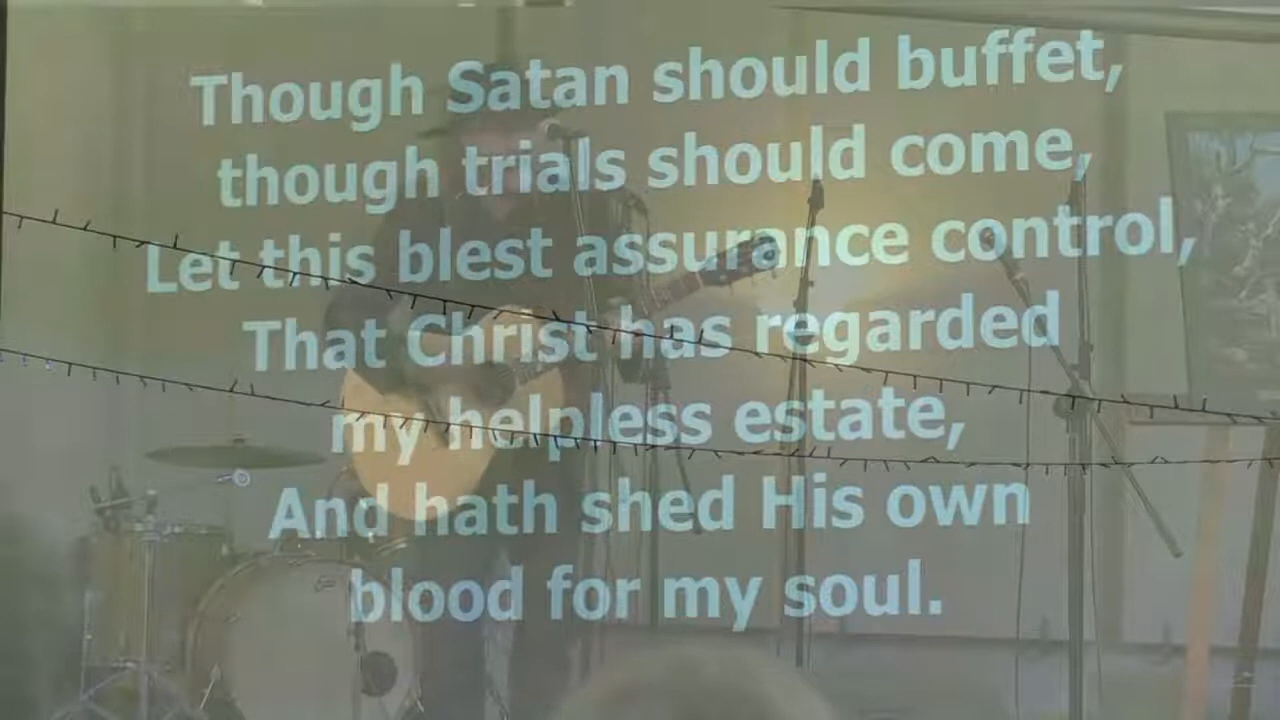 Though Satan should buffet,
though trials should come,
Let this blest assurance control,
That Christ has regarded
my helpless estate,
And hath shed His own
blood for my soul.